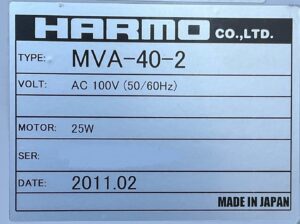 HARMO CO.,LTD.
TYPE: MVA-40-2
VOLT: AC 100V (50/60Hz)
MOTOR: 25W
SER:
DATE: 2011.02
MADE IN JAPAN